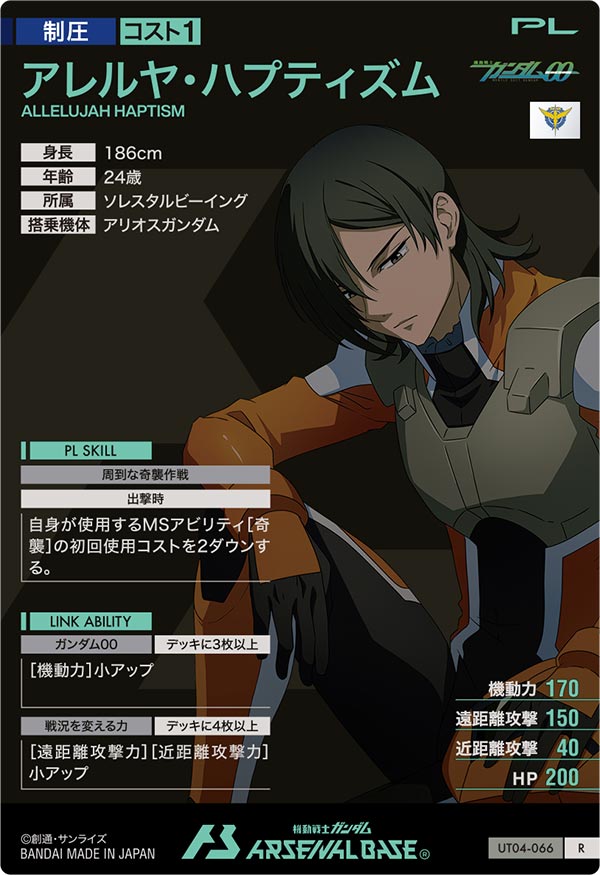 制圧 コスト1
PL
アレルヤ・ハプティズム
ALLELUJAH HAPTISM
機動戦士ガンダム00
身長 186cm
年齢 24歳
所属 ソレスタルビーイング
搭乗機体 アリオスガンダム
PL SKILL
周到な奇襲作戦
出撃時
自身が使用するMSアビリティ[奇
襲]の初回使用コストを2ダウンす
る。
LINK ABILITY
ガンダム00 デッキに3枚以上
[機動力]小アップ
戦況を変える力 デッキに4枚以上
[遠距離攻撃力][近距離攻撃力]
小アップ
機動力 170
遠距離攻撃 150
近距離攻撃 40
HP 200
©創通・サンライズ
BANDAI MADE IN JAPAN
機動戦士ガンダム
ARSENAL BASE®
UT04-066 R